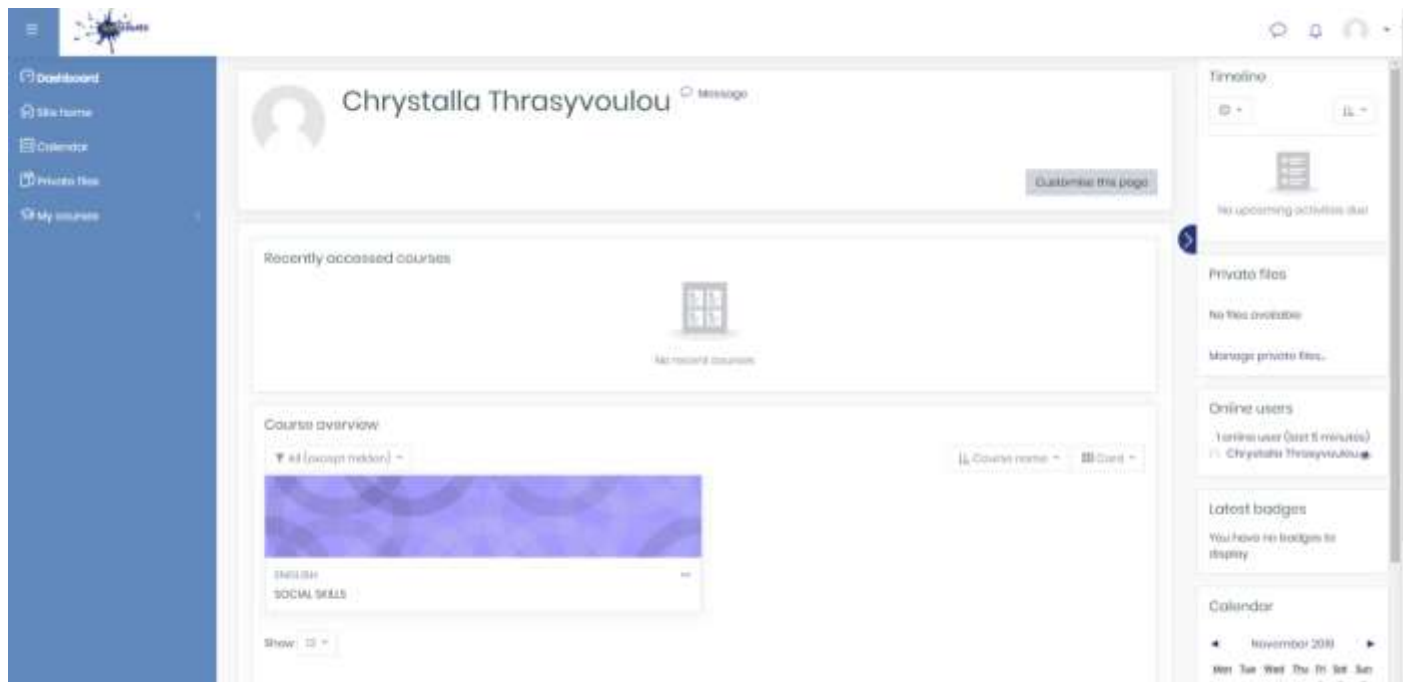 Dashboard
Site home
Calendar
Private files
My courses
Chrystalla Thrasyvoulou
Message
Customise this page
Recently accessed courses
No recent courses
Course overview
All (except hidden)
Course name
Card
ENGLISH
SOCIAL SKILLS
Show
Timeline
No upcoming activities due
Private files
No files available
Manage private files...
Online users
1 online user (last 5 minutes)
Chrystalla Thrasyvoulou
Latest badges
You have no badges to
display
Calendar
November
Mon Tue Wed Thu Fri Sat Sun